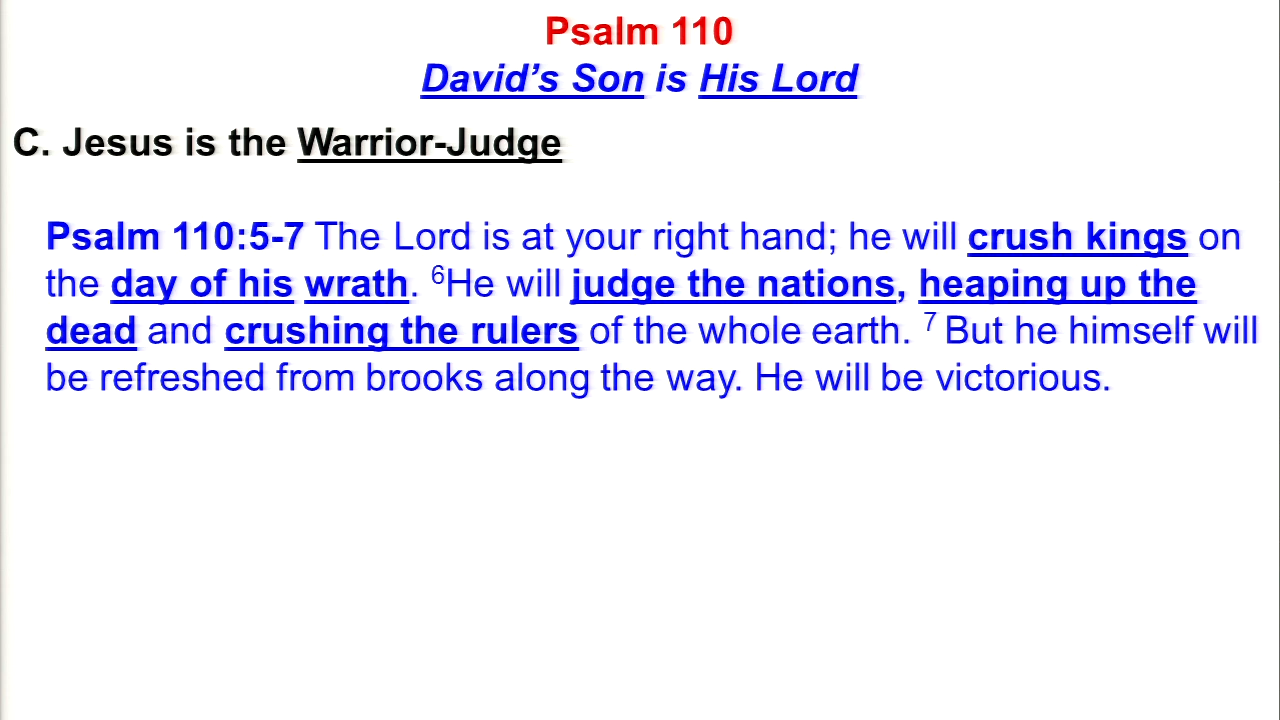 Psalm 110
David’s Son is His Lord
C. Jesus is the Warrior-Judge
Psalm 110:5-7 The Lord is at your right hand; he will crush kings on
the day of his wrath. ⁶He will judge the nations, heaping up the
dead and crushing the rulers of the whole earth. ⁷ But he himself will
be refreshed from brooks along the way. He will be victorious.